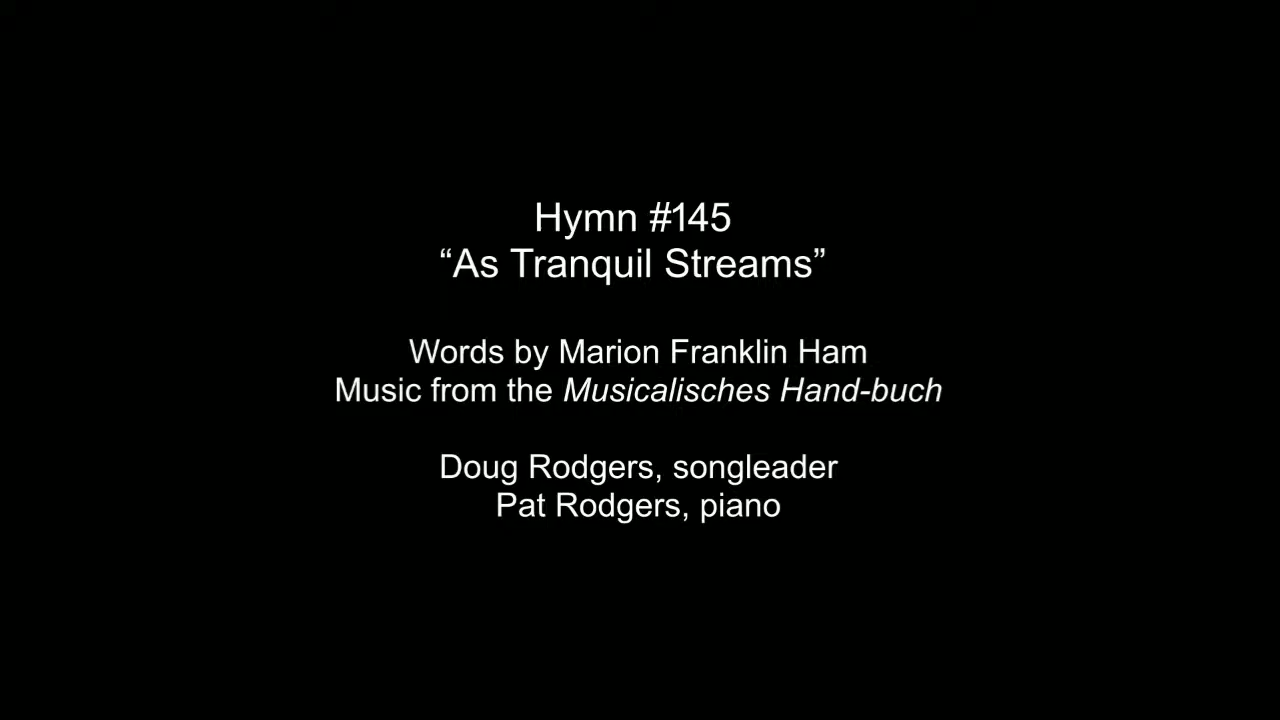 Hymn #145
“As Tranquil Streams”
Words by Marion Franklin Ham
Music from the Musicalisches Hand-buch
Doug Rodgers, songleader
Pat Rodgers, piano